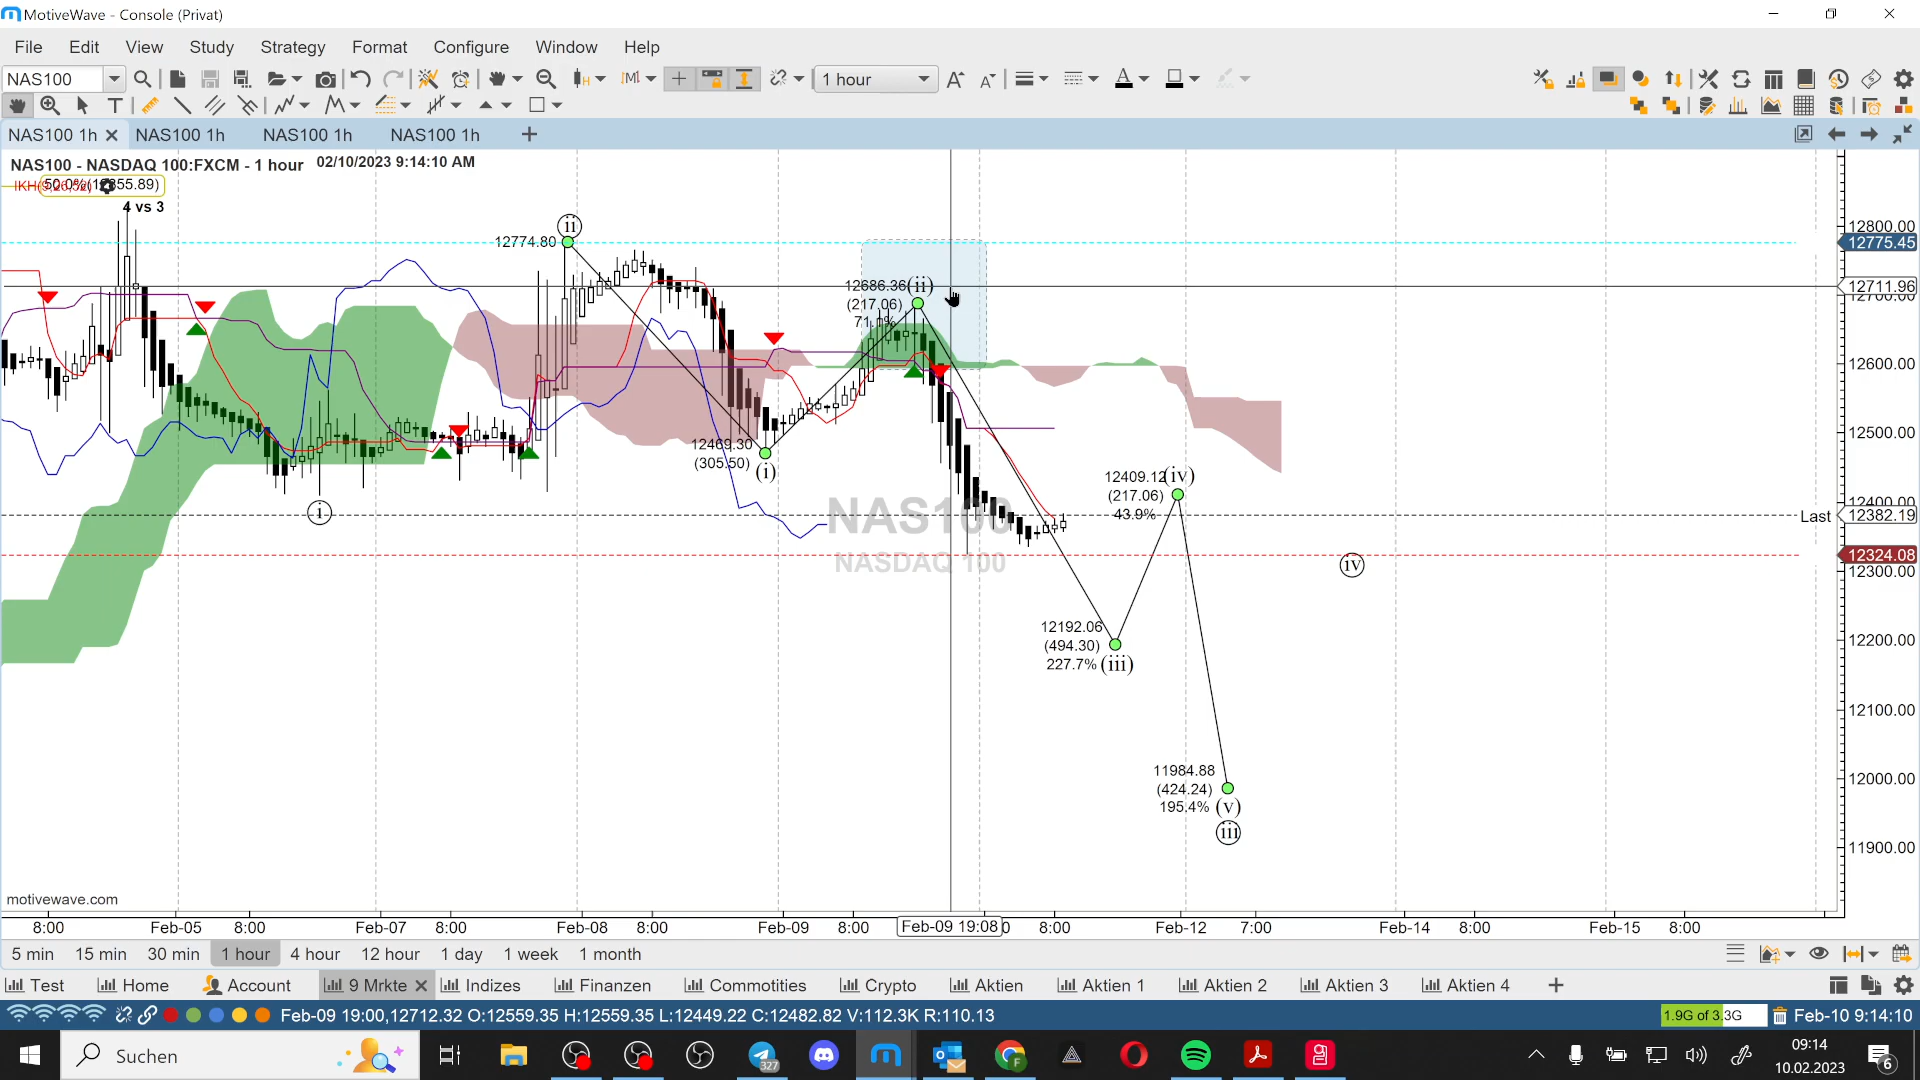 MotiveWave - Console (Privat)
File Edit View Study Strategy Format Configure Window Help
NAS100 1 hour
NAS100 1h NAS100 1h NAS100 1h NAS100 1h
NAS100 - NASDAQ 100:FXCM - 1 hour 02/10/2023 9:14:10 AM
4 vs 3
12774.80
ii
12686.36 (ii)
(217.06)
12469.30
(305.50) (i)
i
NAS100
NASDAQ 100
12409.12 (iv)
(217.06)
43.9%
iv
12192.06
(494.30)
227.7% (iii)
11984.88
(424.24)
195.4% (v)
iii
12800.00
12775.45
12711.96
12600.00
12500.00
12400.00
Last 12382.19
12324.08
12300.00
12200.00
12100.00
12000.00
11900.00
motivewave.com
8:00 Feb-05 8:00 Feb-07 8:00 Feb-08 8:00 Feb-09 8:00 Feb-09 19:08 8:00 Feb-12 7:00 Feb-14 8:00 Feb-15 8:00
5 min 15 min 30 min 1 hour 4 hour 12 hour 1 day 1 week 1 month
Test Home Account 9 Mrkte Indizes Finanzen Commoditites Crypto Aktien Aktien 1 Aktien 2 Aktien 3 Aktien 4
Feb-09 19:00,12712.32 O:12559.35 H:12559.35 L:12449.22 C:12482.82 V:112.3K R:110.13 1.9G of 3.3G Feb-10 9:14:10
Suchen 327 09:14
10.02.2023 6